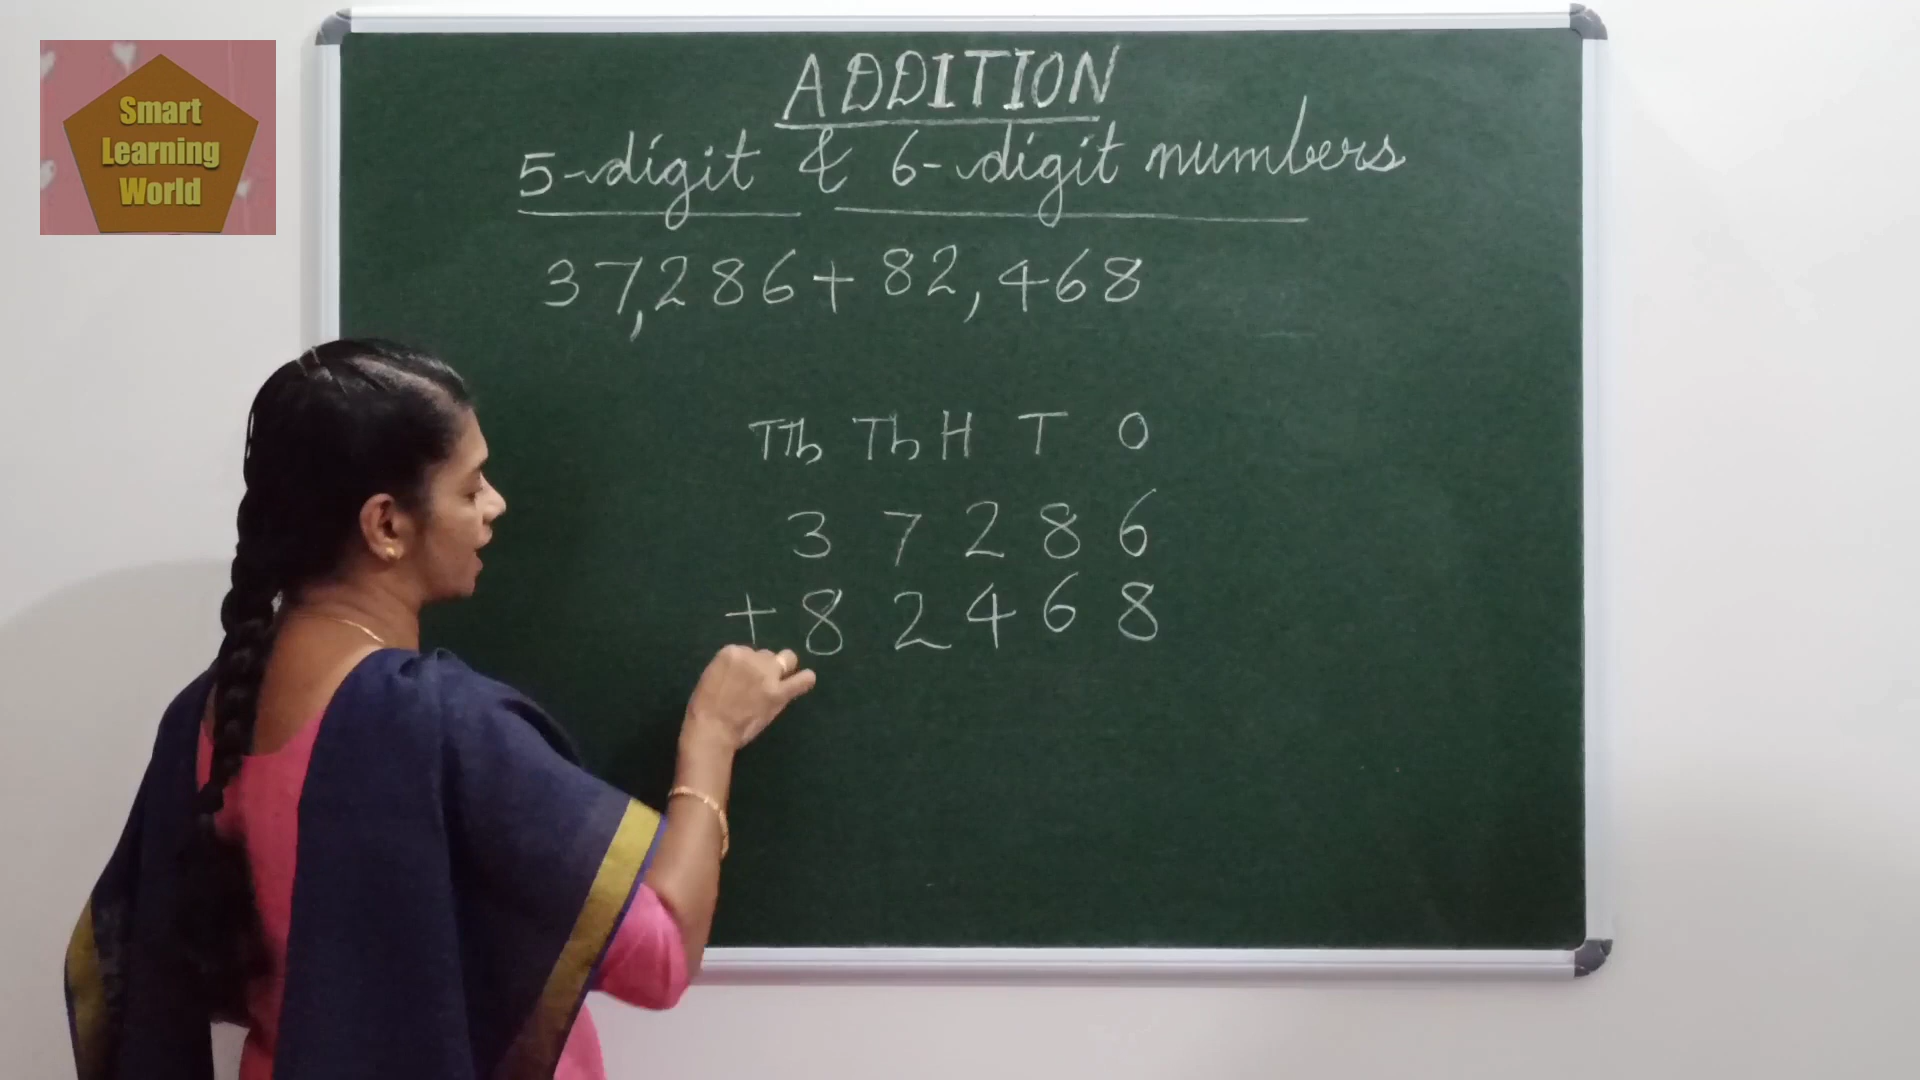 Smart
Learning
World
ADDITION
5-digit & 6-digit numbers
37,286+82,468
TTh Th H T O
3 7 2 8 6
+ 8 2 4 6 8